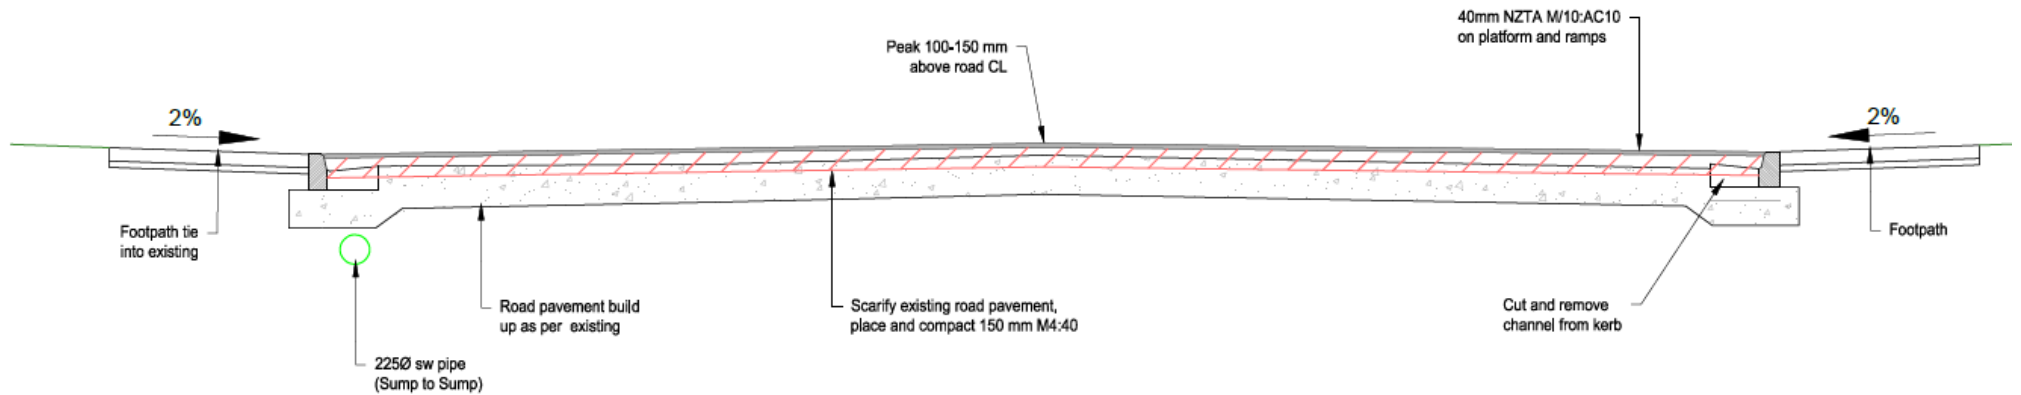 40mm NZTA M/10:AC10
on platform and ramps
Peak 100-150 mm
above road CL
2%
2%
Footpath tie
into existing
Footpath
Road pavement build
up as per existing
Scarify existing road pavement,
place and compact 150 mm M4:40
Cut and remove
channel from kerb
225Ø sw pipe
(Sump to Sump)